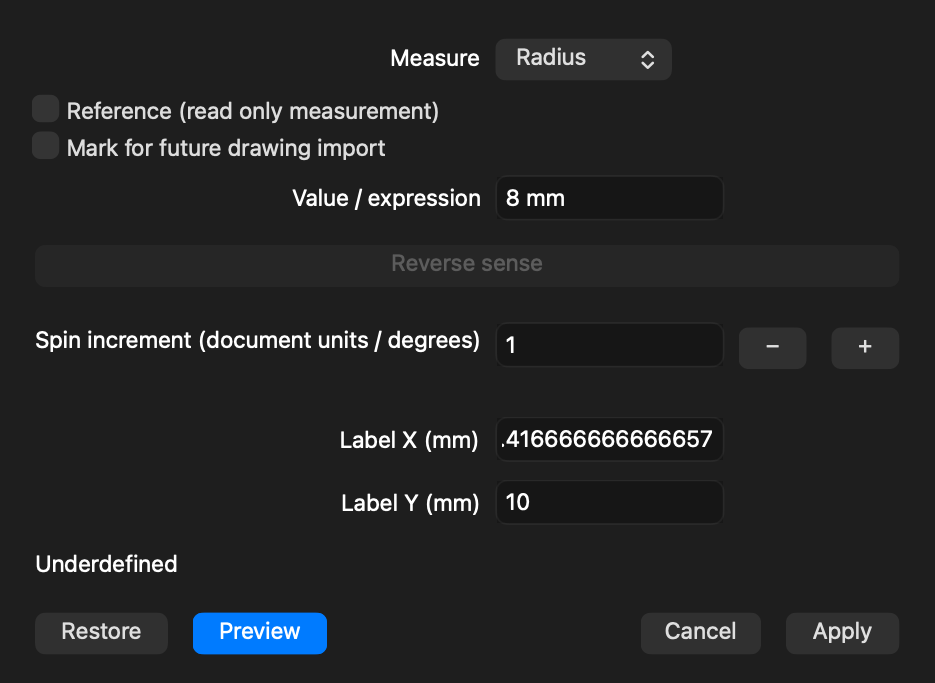 Measure Radius
Reference (read only measurement)
Mark for future drawing import
Value / expression 8 mm
Reverse sense
Spin increment (document units / degrees) 1 − +
Label X (mm) .416666666666657
Label Y (mm) 10
Underdefined
Restore Preview Cancel Apply